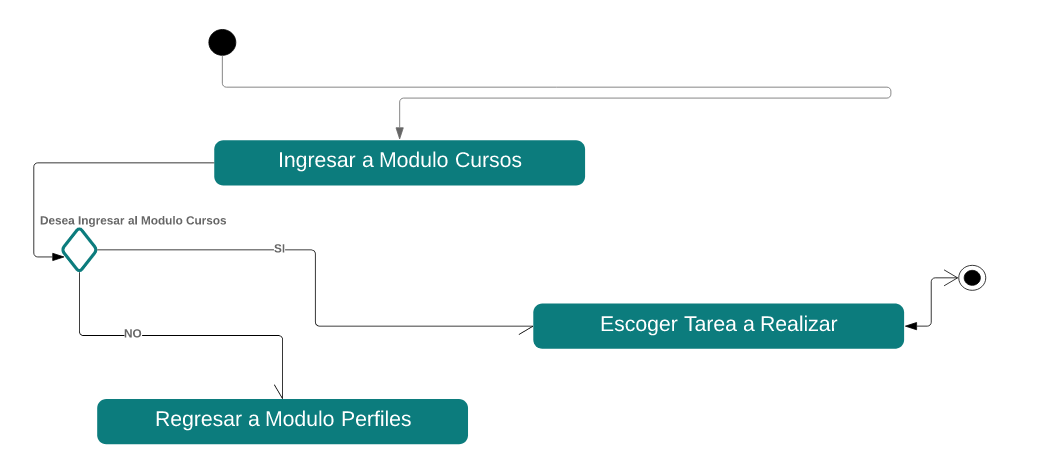 Ingresar a Modulo Cursos
Desea Ingresar al Modulo Cursos
SI
Escoger Tarea a Realizar
NO
Regresar a Modulo Perfiles